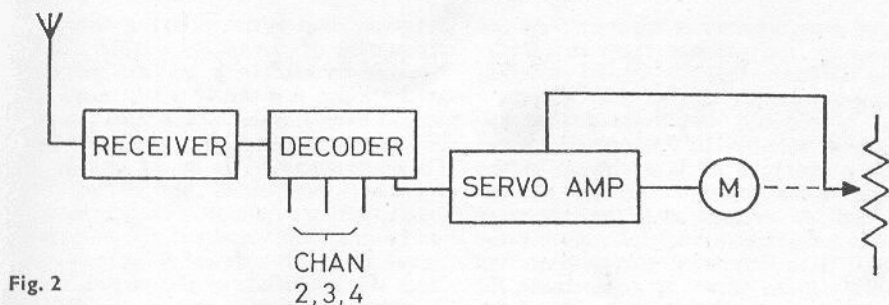 RECEIVER
DECODER
SERVO AMP
M
CHAN
2,3,4
Fig. 2